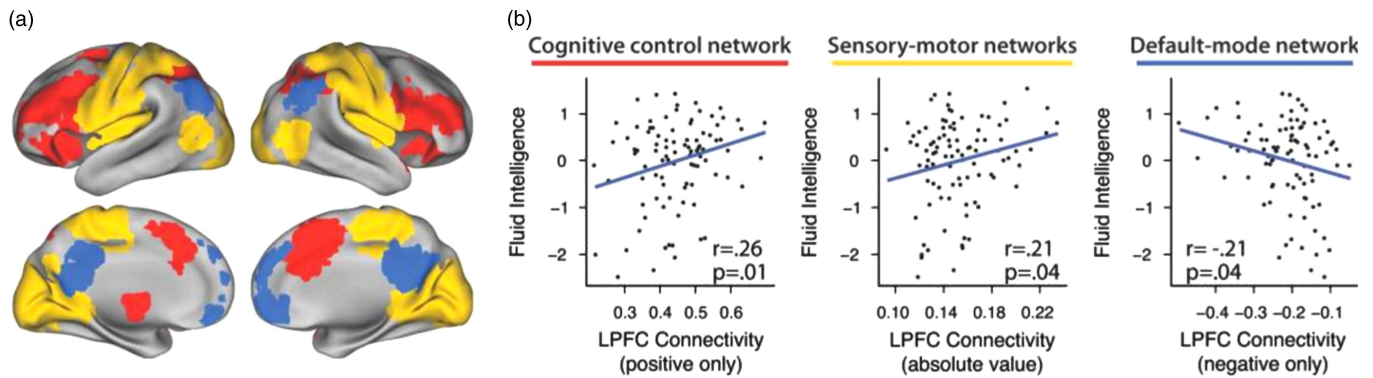 (a)
(b)
Cognitive control network
Fluid Intelligence
1
0
−1
−2
r=.26
p=.01
0.3 0.4 0.5 0.6
LPFC Connectivity
(positive only)
Sensory-motor networks
Fluid Intelligence
1
0
−1
−2
r=.21
p=.04
0.10 0.14 0.18 0.22
LPFC Connectivity
(absolute value)
Default-mode network
Fluid Intelligence
1
0
−1
−2
r= -.21
p=.04
−0.4 −0.3 −0.2 −0.1
LPFC Connectivity
(negative only)